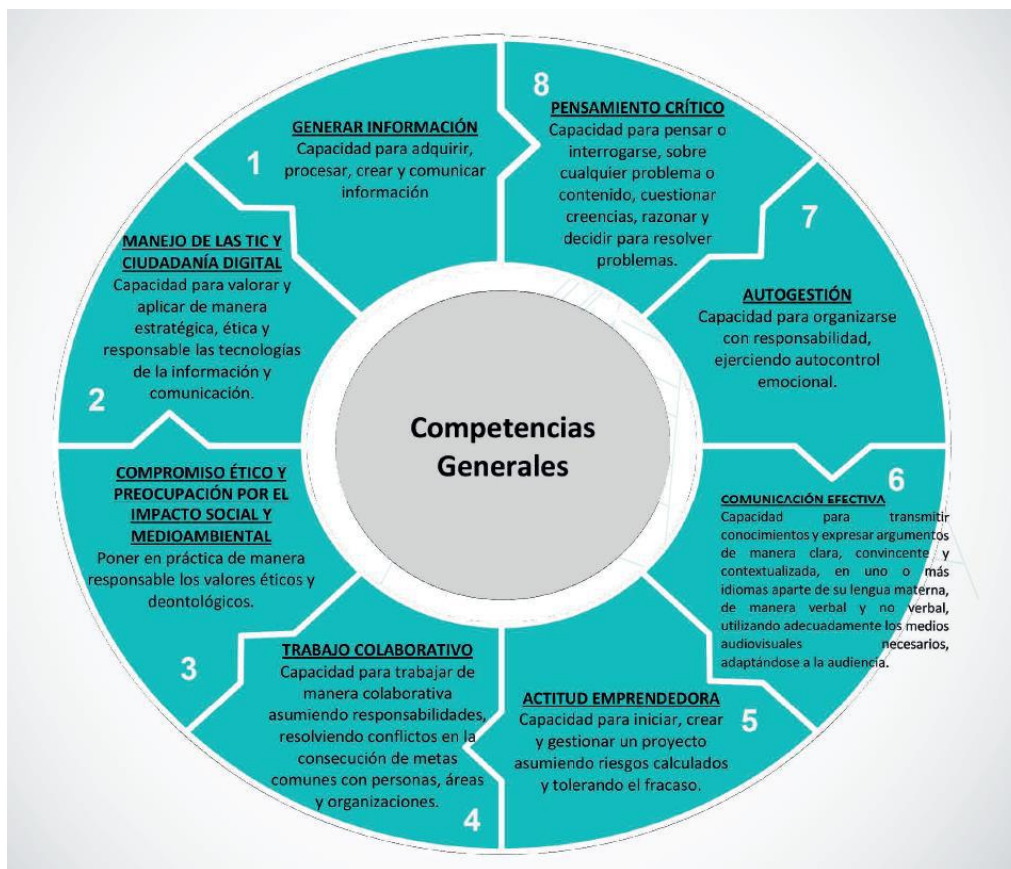 Competencias
Generales
1
GENERAR INFORMACIÓN
Capacidad para adquirir,
procesar, crear y comunicar
información
2
MANEJO DE LAS TIC Y
CIUDADANÍA DIGITAL
Capacidad para valorar y
aplicar de manera
estratégica, ética y
responsable las tecnologías
de la información y
comunicación.
3
COMPROMISO ÉTICO Y
PREOCUPACIÓN POR EL
IMPACTO SOCIAL Y
MEDIOAMBIENTAL
Poner en práctica de manera
responsable los valores éticos y
deontológicos.
4
TRABAJO COLABORATIVO
Capacidad para trabajar de
manera colaborativa
asumiendo responsabilidades,
resolviendo conflictos en la
consecución de metas
comunes con personas, áreas
y organizaciones.
5
ACTITUD EMPRENDEDORA
Capacidad para iniciar, crear
y gestionar un proyecto
asumiendo riesgos calculados
y tolerando el fracaso.
6
COMUNICACIÓN EFECTIVA
Capacidad para transmitir
conocimientos y expresar argumentos
de manera clara, convincente y
contextualizada, en uno o más
idiomas aparte de su lengua materna,
de manera verbal y no verbal,
utilizando adecuadamente los medios
audiovisuales necesarios,
adaptándose a la audiencia.
7
AUTOGESTIÓN
Capacidad para organizarse
con responsabilidad,
ejerciendo autocontrol
emocional.
8
PENSAMIENTO CRÍTICO
Capacidad para pensar o
interrogarse, sobre
cualquier problema o
contenido, cuestionar
creencias, razonar y
decidir para resolver
problemas.